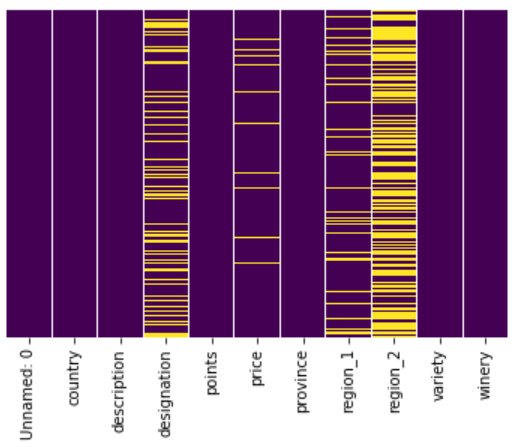 Unnamed: 0
country
description
designation
points
price
province
region_1
region_2
variety
winery